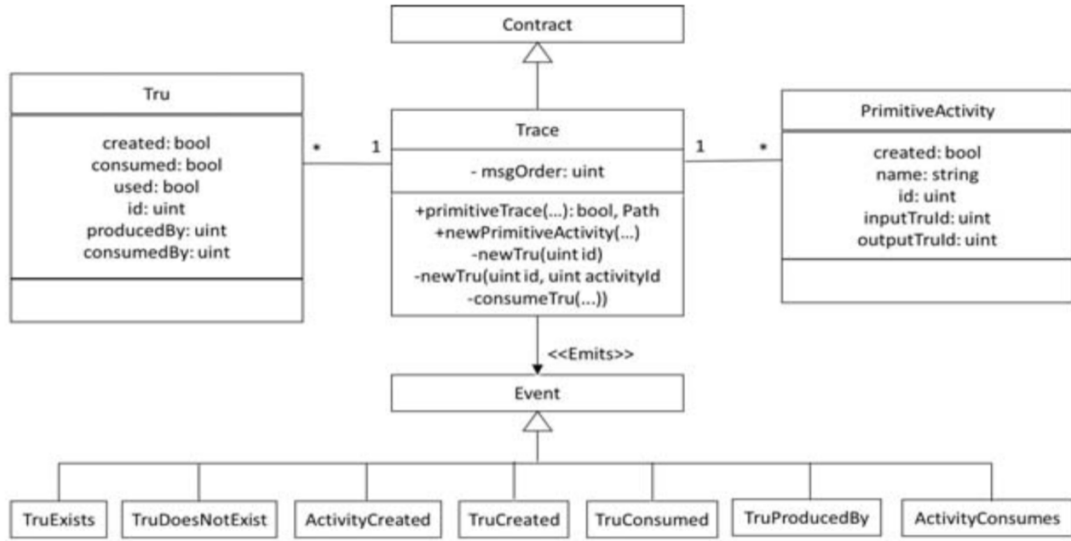 Contract
Tru
created: bool
consumed: bool
used: bool
id: uint
producedBy: uint
consumedBy: uint
* 1
Trace
- msgOrder: uint
+primitiveTrace(...): bool, Path
+newPrimitiveActivity(...)
-newTru(uint id)
-newTru(uint id, uint activityId
-consumeTru(...))
1 *
PrimitiveActivity
created: bool
name: string
id: uint
inputTruId: uint
outputTruId: uint
<<Emits>>
Event
TruExists
TruDoesNotExist
ActivityCreated
TruCreated
TruConsumed
TruProducedBy
ActivityConsumes